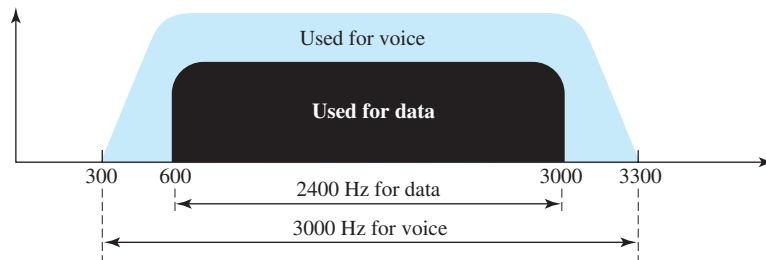 Used for voice
Used for data
300 600 3000 3300
2400 Hz for data
3000 Hz for voice